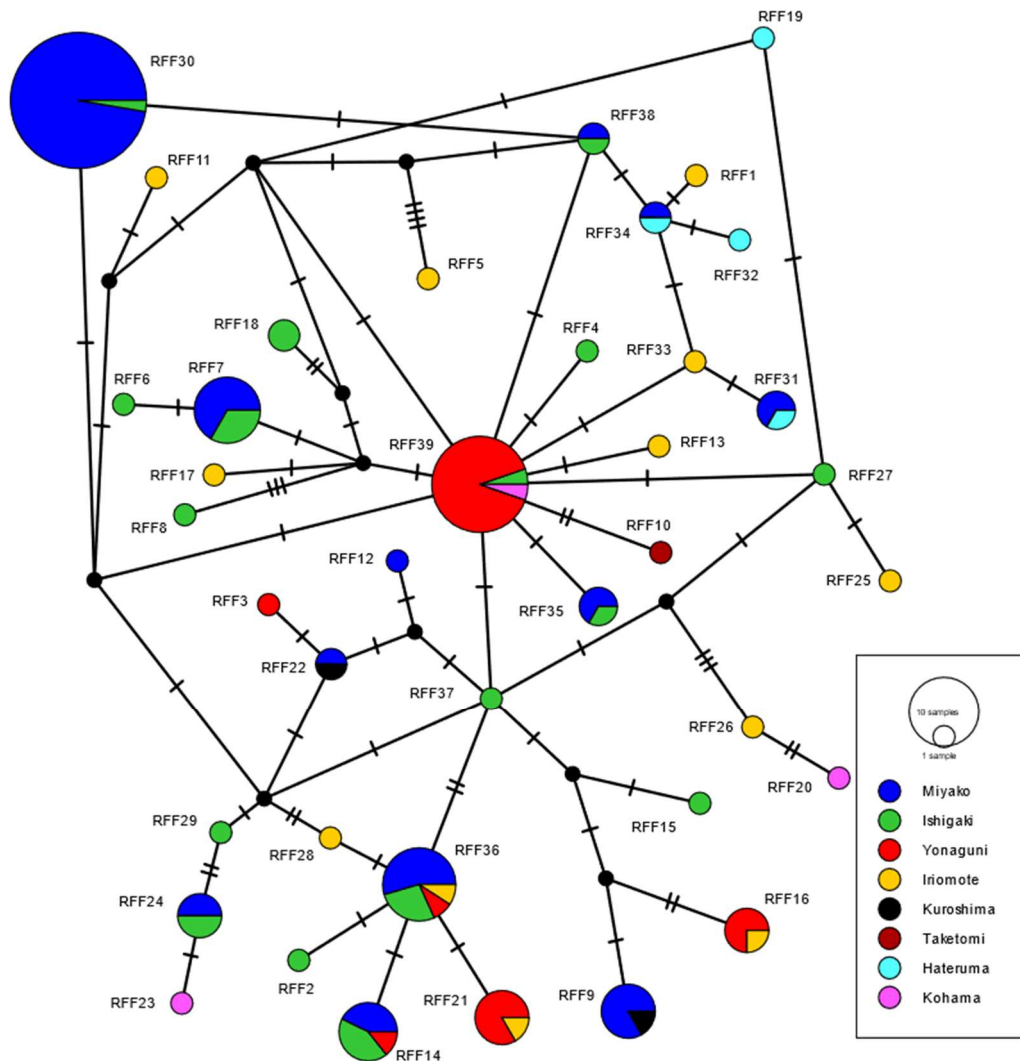 RFF19
RFF30
RFF38
RFF11
RFF1
RFF34
RFF32
RFF5
RFF18
RFF4
RFF33
RFF7
RFF6
RFF31
RFF39
RFF13
RFF17
RFF27
RFF8
RFF10
RFF12
RFF25
RFF3
RFF35
RFF22
RFF37
10 samples
1 sample
RFF26
RFF20
Miyako
RFF29
RFF15
Ishigaki
RFF28
RFF36
Yonaguni
Iriomote
RFF24
RFF16
Kuroshima
Taketomi
RFF2
RFF21
RFF9
Hateruma
RFF23
Kohama
RFF14